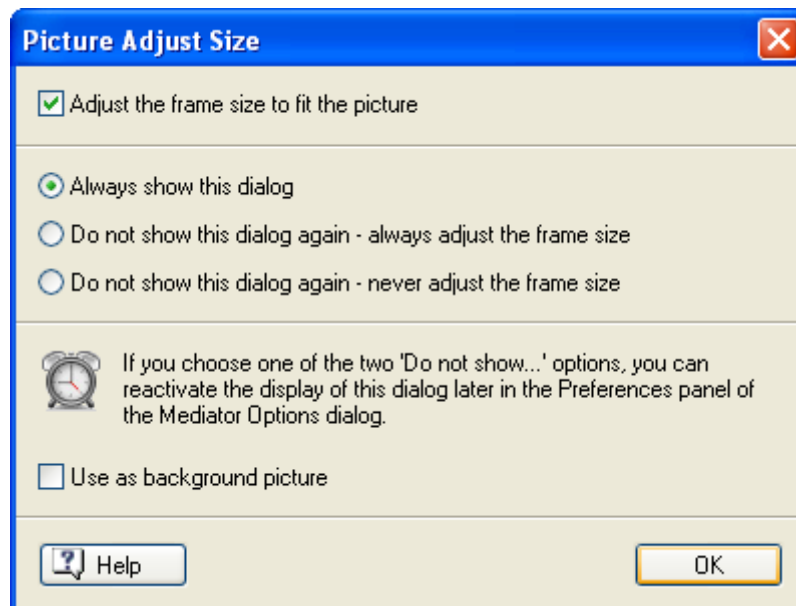 Picture Adjust Size
Adjust the frame size to fit the picture
Always show this dialog
Do not show this dialog again - always adjust the frame size
Do not show this dialog again - never adjust the frame size
If you choose one of the two 'Do not show...' options, you can
reactivate the display of this dialog later in the Preferences panel of
the Mediator Options dialog.
Use as background picture
Help
OK